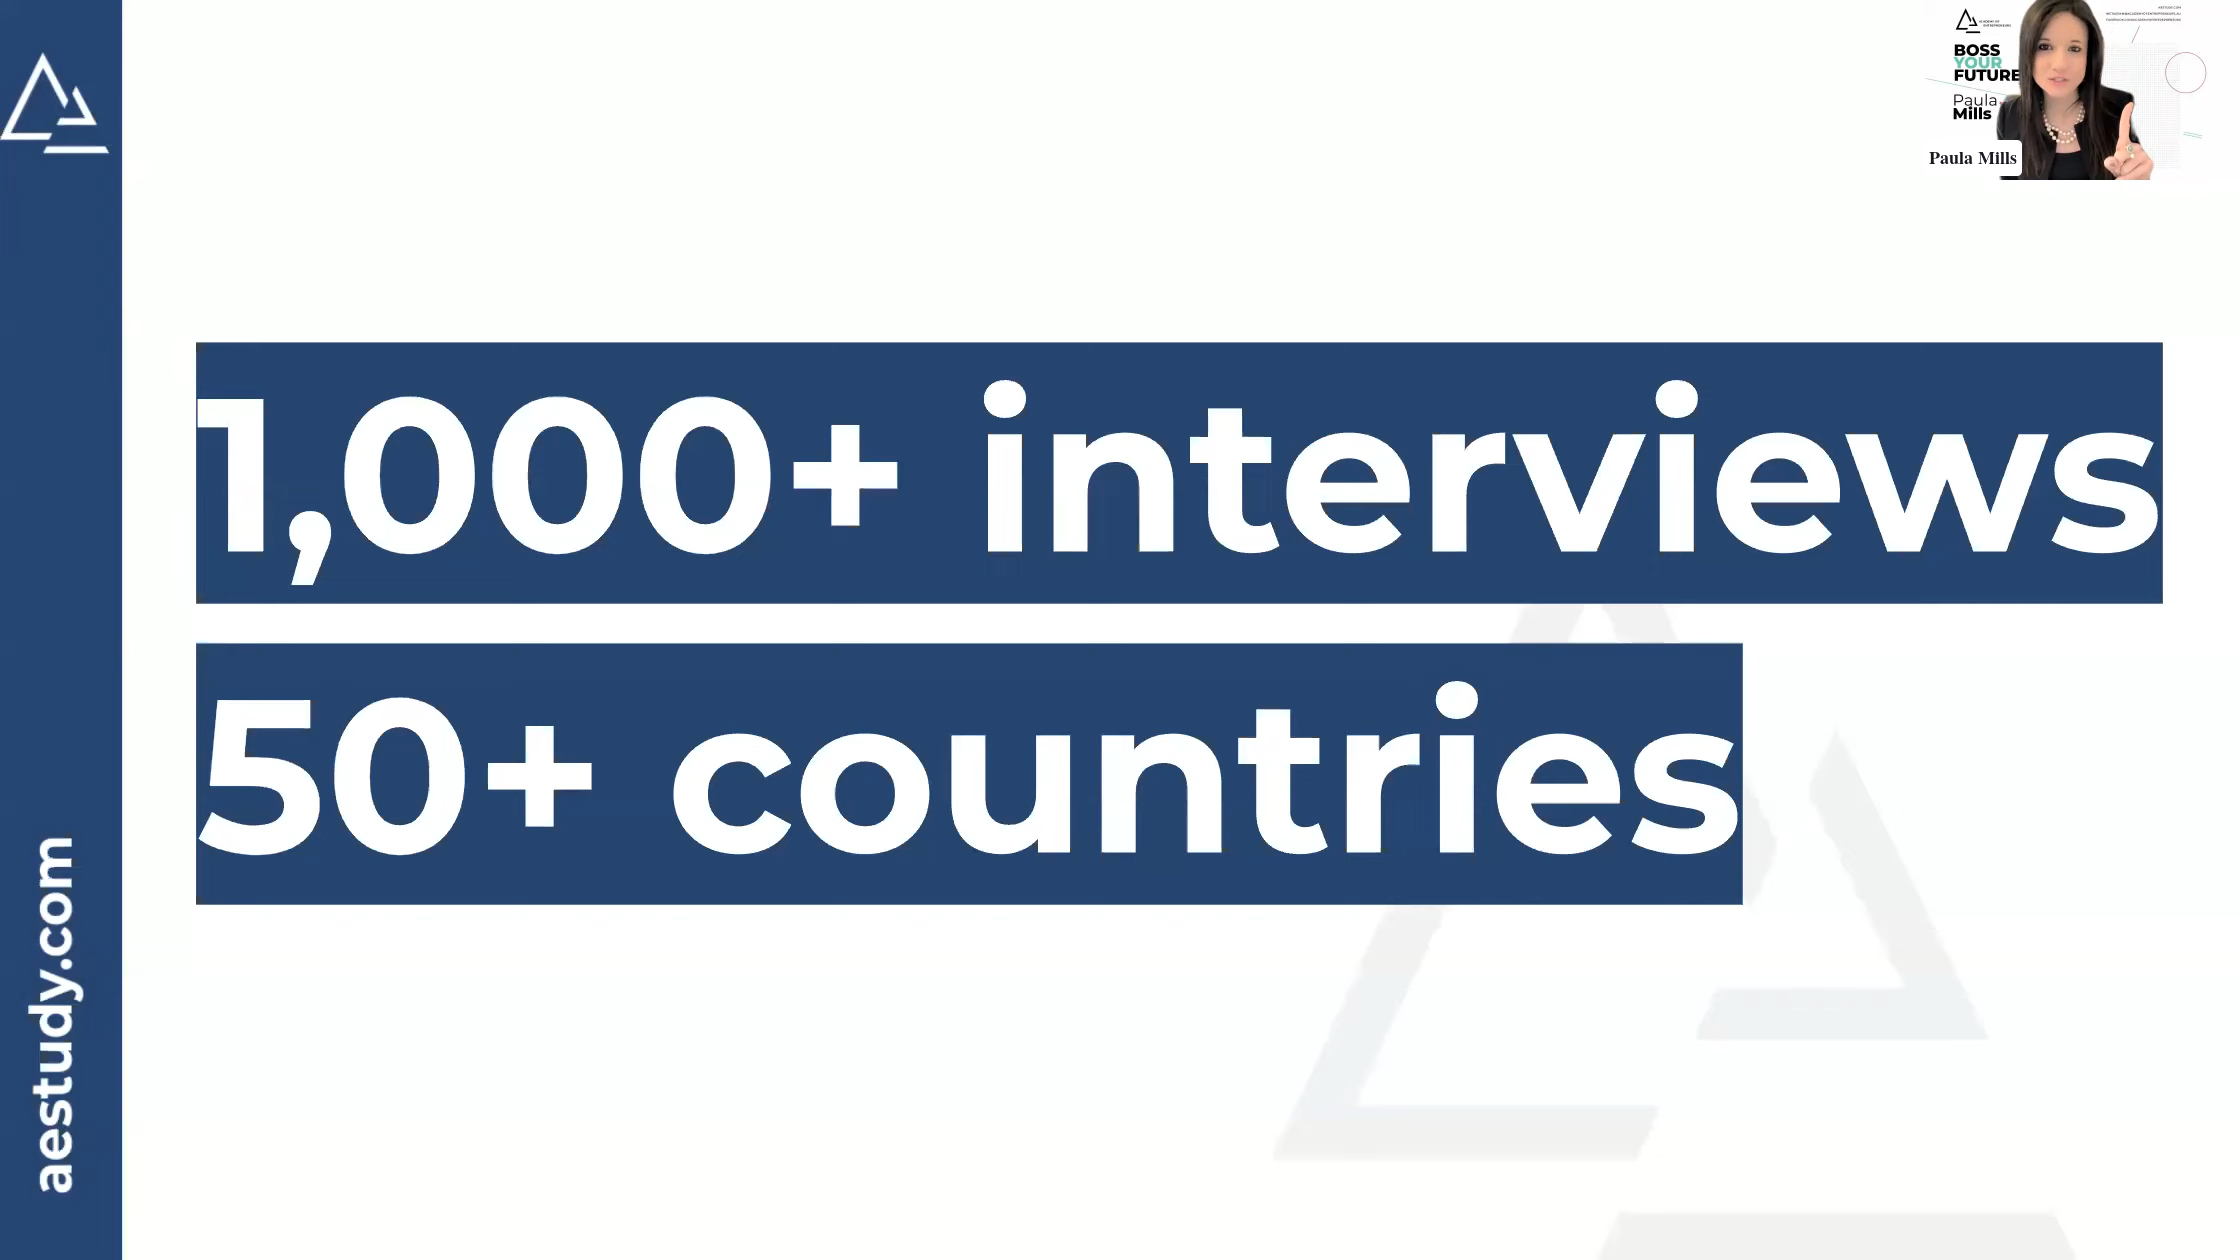 1,000+ interviews
50+ countries
aestudy.com
BOSS
YOUR
FUTURE
Paula
Mills
Paula Mills